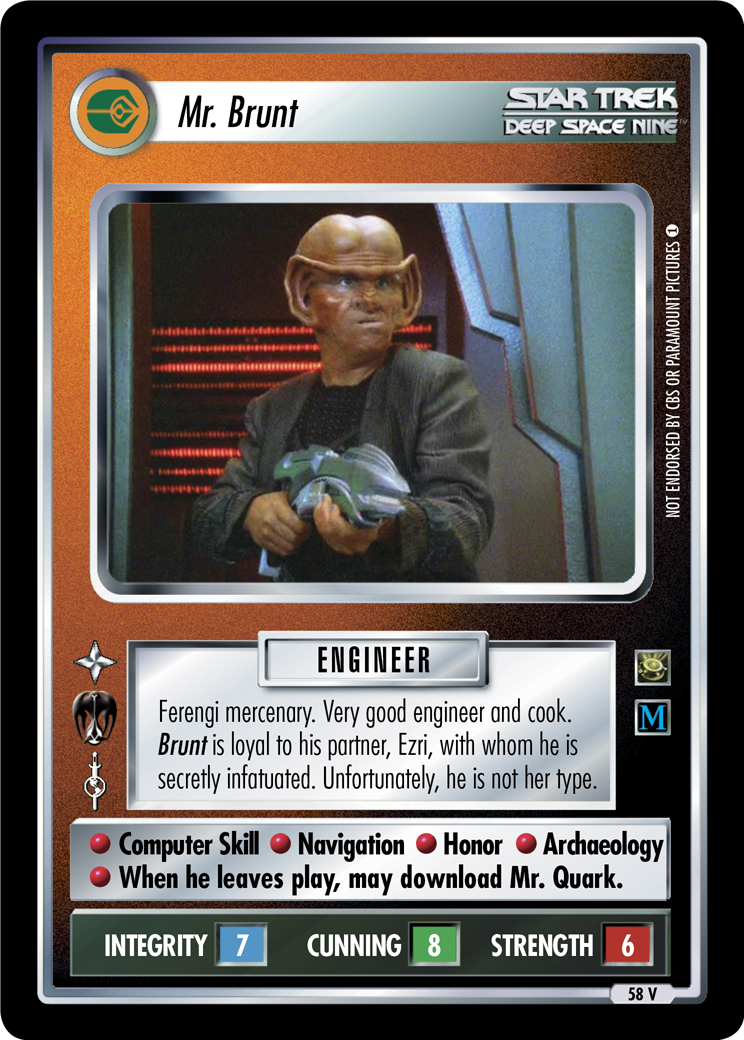 Mr. Brunt
STAR TREK
DEEP SPACE NINE™
NOT ENDORSED BY CBS OR PARAMOUNT PICTURES 1
ENGINEER
Ferengi mercenary. Very good engineer and cook.
Brunt is loyal to his partner, Ezri, with whom he is
secretly infatuated. Unfortunately, he is not her type.
M
Computer Skill Navigation Honor Archaeology
When he leaves play, may download Mr. Quark.
INTEGRITY 7 CUNNING 8 STRENGTH 6
58 V